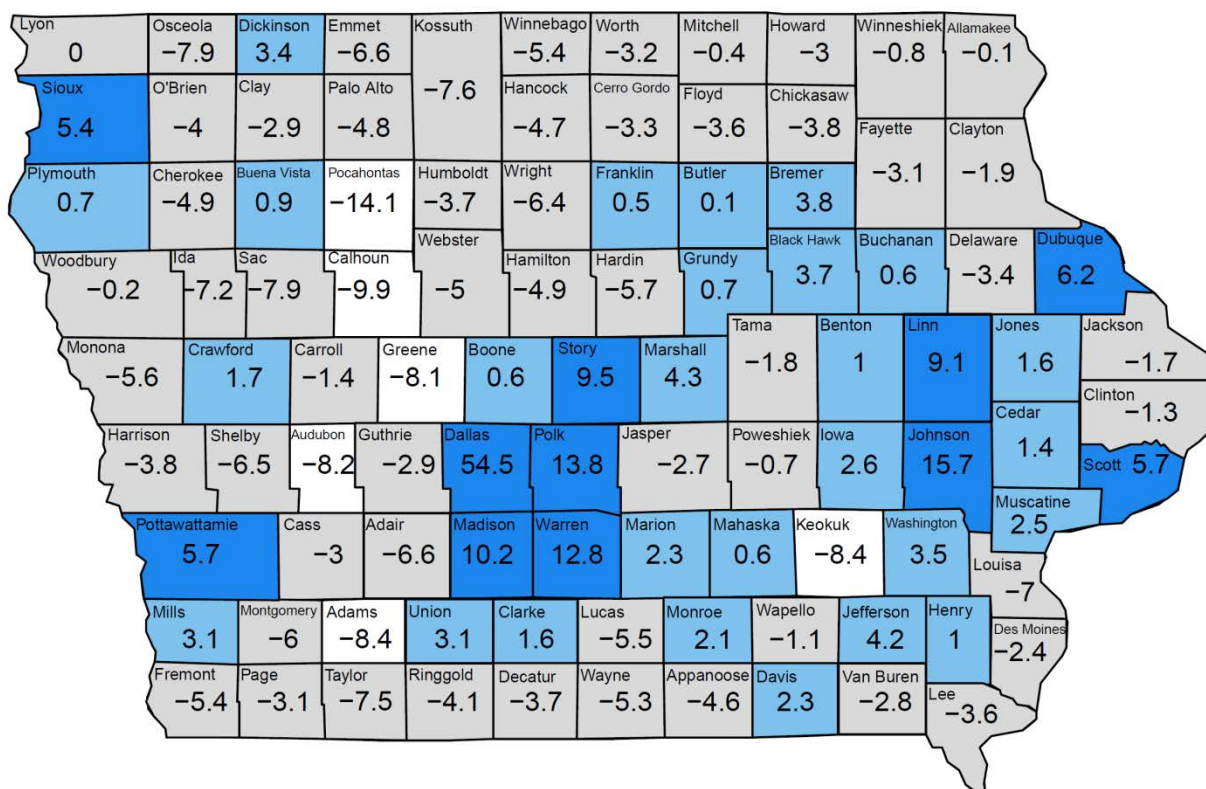 Lyon
0
Osceola
−7.9
Dickinson
3.4
Emmet
−6.6
Kossuth
−7.6
Winnebago
−5.4
Worth
−3.2
Mitchell
−0.4
Howard
−3
Winneshiek
−0.8
Allamakee
−0.1
Sioux
5.4
O'Brien
−4
Clay
−2.9
Palo Alto
−4.8
Hancock
−4.7
Cerro Gordo
−3.3
Floyd
−3.6
Chickasaw
−3.8
Fayette
−3.1
Clayton
−1.9
Plymouth
0.7
Cherokee
−4.9
Buena Vista
0.9
Pocahontas
−14.1
Humboldt
−3.7
Wright
−6.4
Franklin
0.5
Butler
0.1
Bremer
3.8
Woodbury
−0.2
Ida
−7.2
Sac
−7.9
Calhoun
−9.9
Webster
−5
Hamilton
−4.9
Hardin
−5.7
Grundy
0.7
Black Hawk
3.7
Buchanan
0.6
Delaware
−3.4
Dubuque
6.2
Monona
−5.6
Crawford
1.7
Carroll
−1.4
Greene
−8.1
Boone
0.6
Story
9.5
Marshall
4.3
Tama
−1.8
Benton
1
Linn
9.1
Jones
1.6
Jackson
−1.7
Clinton
−1.3
Cedar
1.4
Harrison
−3.8
Shelby
−6.5
Audubon
−8.2
Guthrie
−2.9
Dallas
54.5
Polk
13.8
Jasper
−2.7
Poweshiek
−0.7
Iowa
2.6
Johnson
15.7
Scott 5.7
Muscatine
2.5
Pottawattamie
5.7
Cass
−3
Adair
−6.6
Madison
10.2
Warren
12.8
Marion
2.3
Mahaska
0.6
Keokuk
−8.4
Washington
3.5
Louisa
−7
Mills
3.1
Montgomery
−6
Adams
−8.4
Union
3.1
Clarke
1.6
Lucas
−5.5
Monroe
2.1
Wapello
−1.1
Jefferson
4.2
Henry
1
Des Moines
−2.4
Fremont
−5.4
Page
−3.1
Taylor
−7.5
Ringgold
−4.1
Decatur
−3.7
Wayne
−5.3
Appanoose
−4.6
Davis
2.3
Van Buren
−2.8
Lee
−3.6